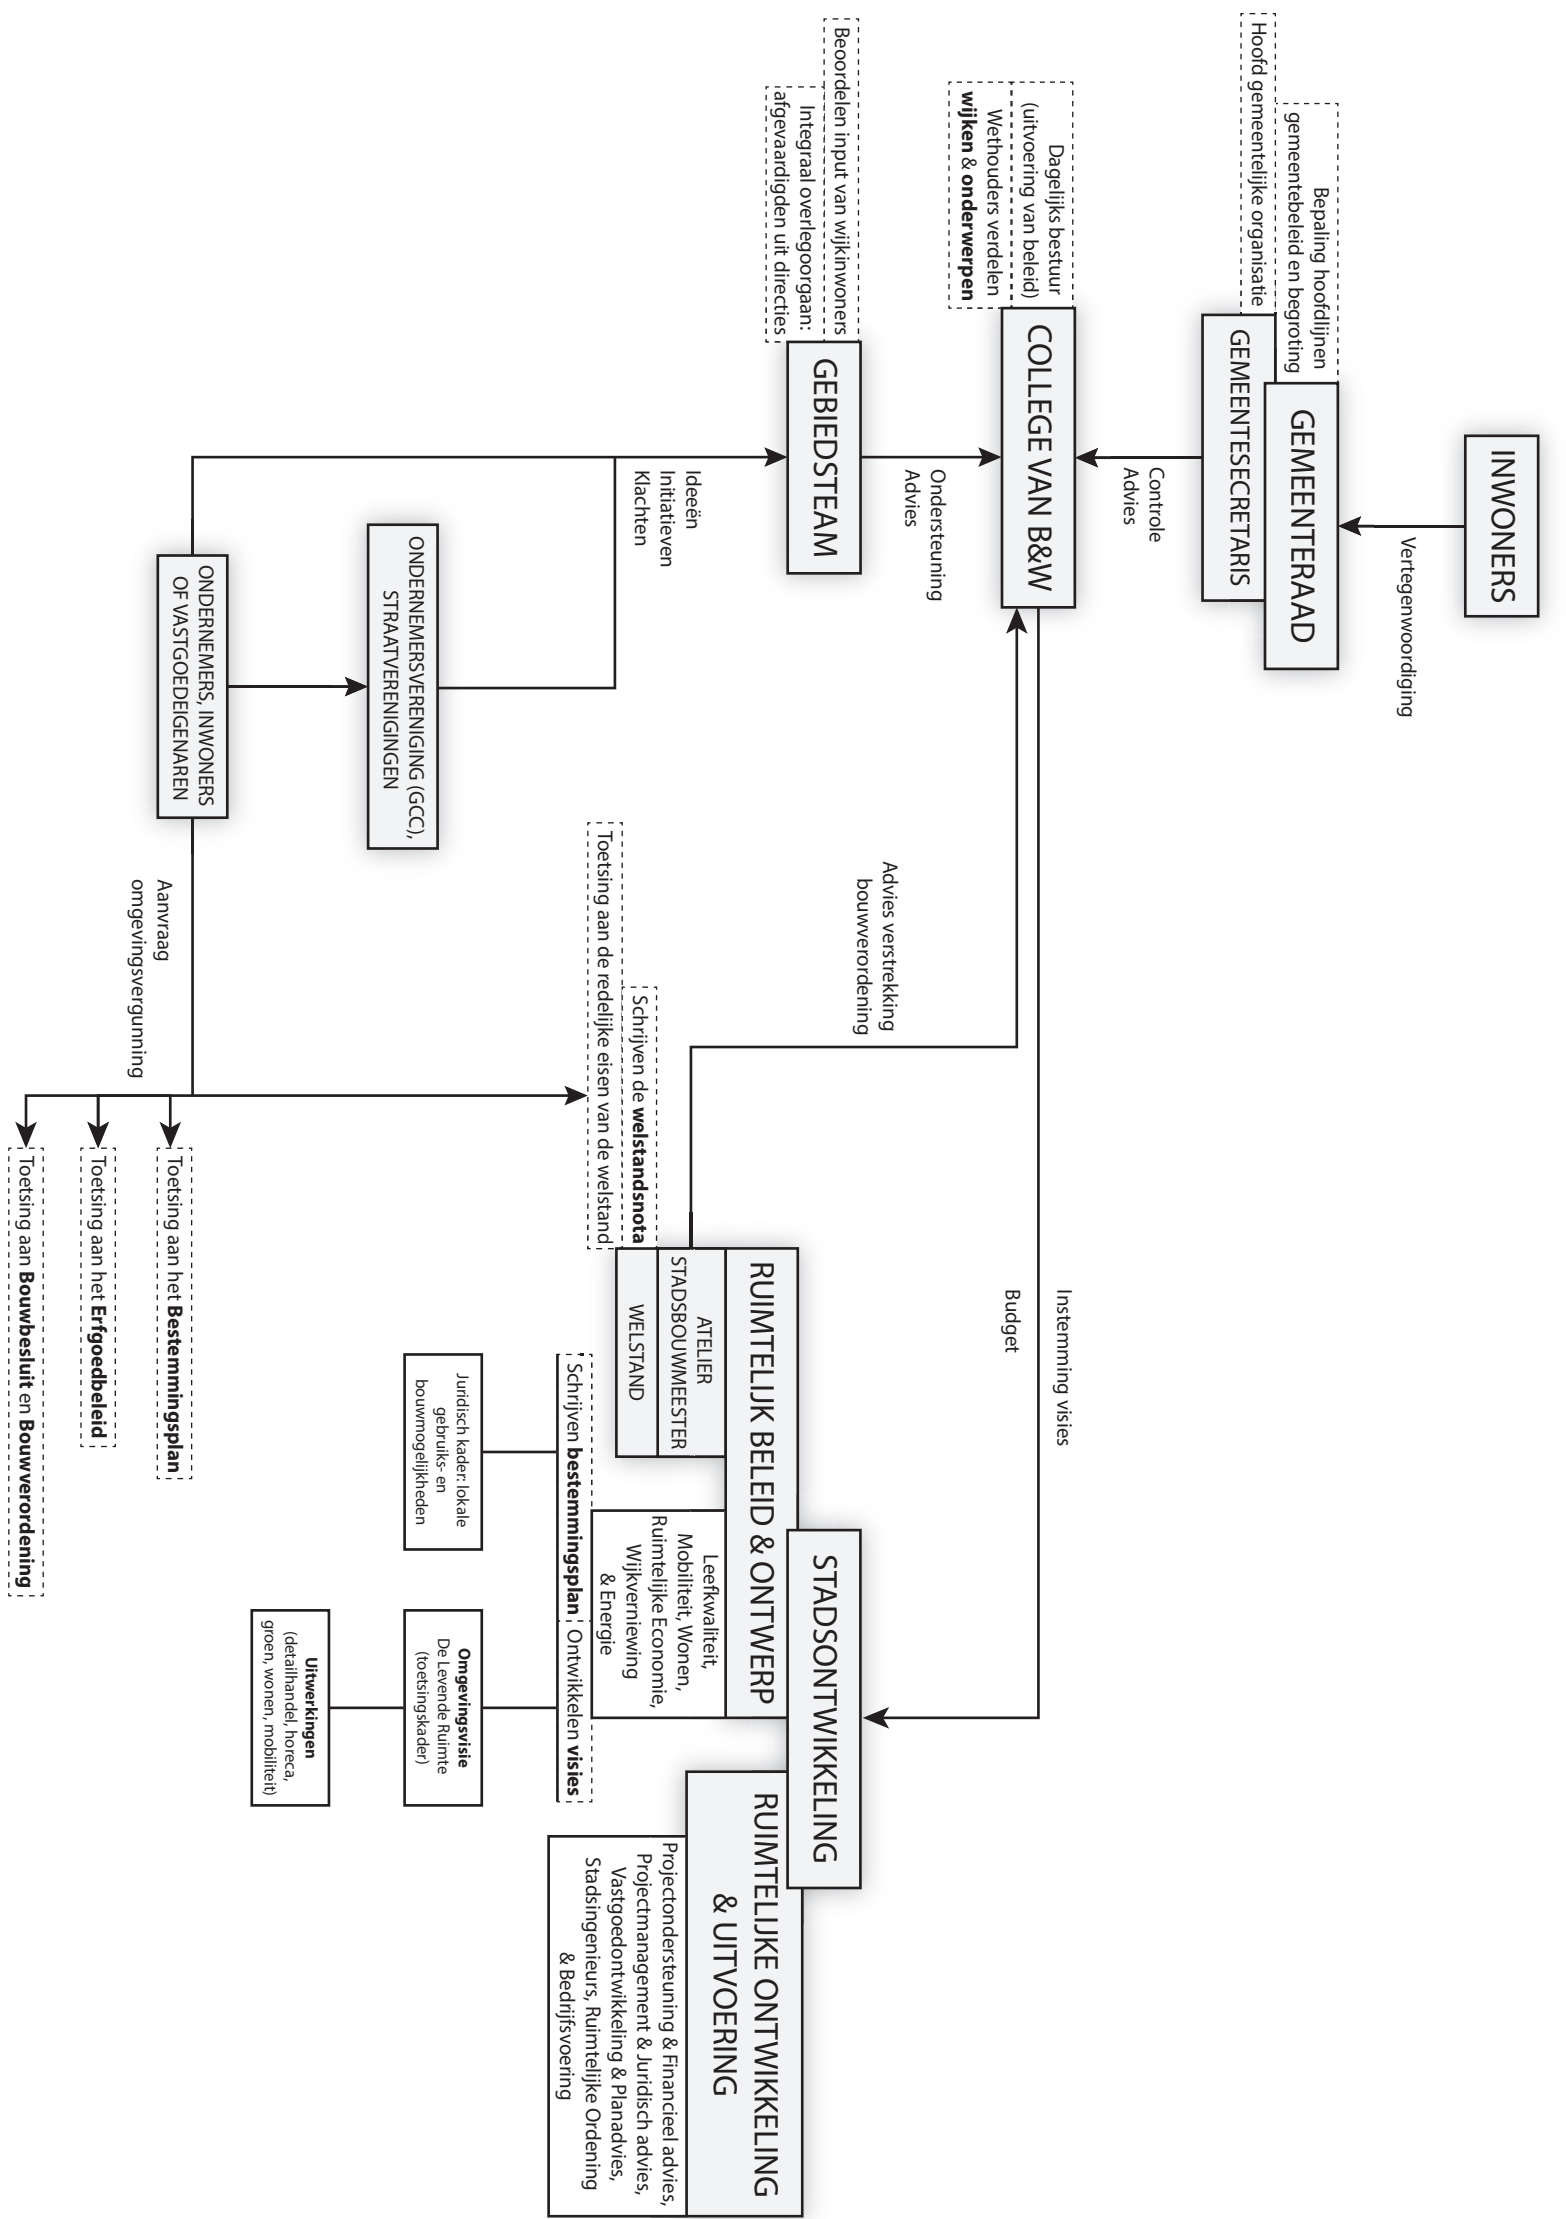 INWONERS
Vertegenwoordiging
Bepaling hoofdlijnen
gemeentebeleid en begroting
GEMEENTERAAD
Hoofd gemeentelijke organisatie
GEMEENTESECRETARIS
Controle
Advies
Dagelijks bestuur
(uitvoering van beleid)
Wethouders verdelen
wijken & onderwerpen
COLLEGE VAN B&W
Instemming visies
Budget
Ondersteuning
Advies
Advies verstrekking
bouwverordening
Beoordelen input van wijkinwoners
Integraal overlegoorgaan:
afgevaardigden uit directies
GEBIEDSTEAM
STADSONTWIKKELING
RUIMTELIJK BELEID & ONTWERP
RUIMTELIJKE ONTWIKKELING
& UITVOERING
ATELIER
STADSBOUWMEESTER
WELSTAND
Leefkwaliteit,
Mobiliteit, Wonen,
Ruimtelijke Economie,
Wijkverniewing
& Energie
Projectondersteuning & Financieel advies,
Projectmanagement & Juridisch advies,
Vastgoedontwikkeling & Planadvies,
Stadsingenieurs, Ruimtelijke Ordening
& Bedrijfsvoering
Ideeën
Initiatieven
Klachten
Schrijven de welstandsnota
Toetsing aan de redelijke eisen van de welstand
Schrijven bestemmingsplan
Ontwikkelen visies
ONDERNEMERSVERENIGING (GCC),
STRAATVERENIGINGEN
Juridisch kader: lokale
gebruiks- en
bouwmogelijkheden
Omgevingsvisie
De Levende Ruimte
(toetsingskader)
Uitwerkingen
(detailhandel, horeca,
groen, wonen, mobiliteit)
ONDERNEMERS, INWONERS
OF VASTGOEDEIGENAREN
Aanvraag
omgevingsvergunning
Toetsing aan het Bestemmingsplan
Toetsing aan het Erfgoedbeleid
Toetsing aan Bouwbesluit en Bouwverordening